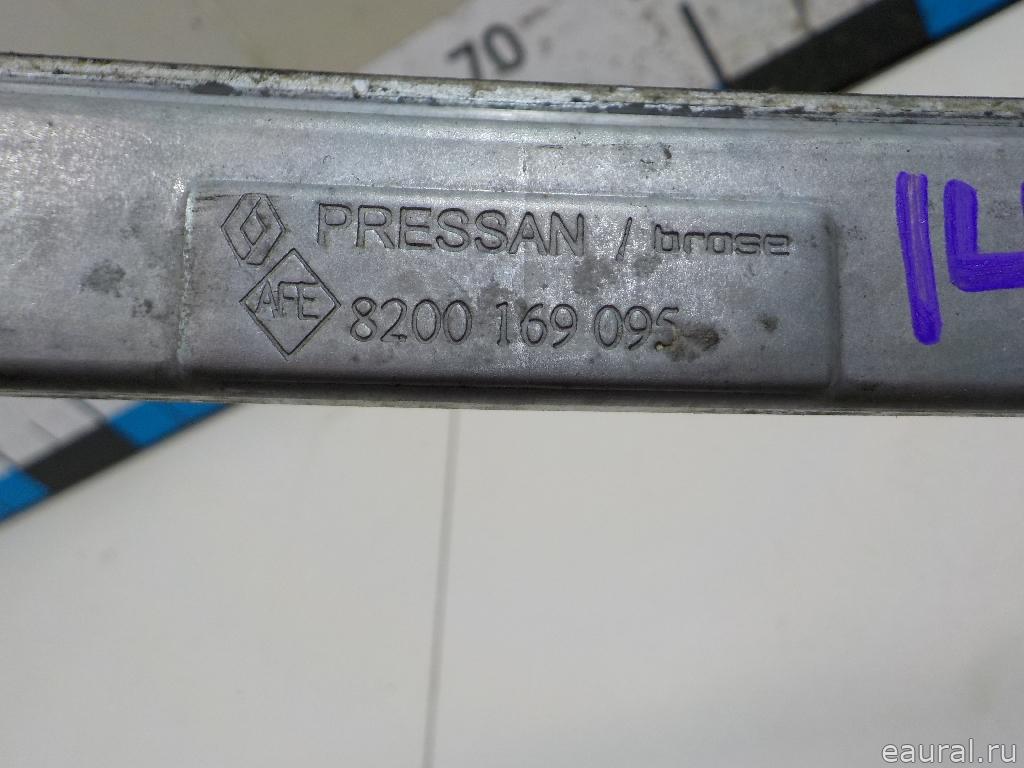 70
PRESSAN / brose
AFE 8200 169 095
eaural.ru